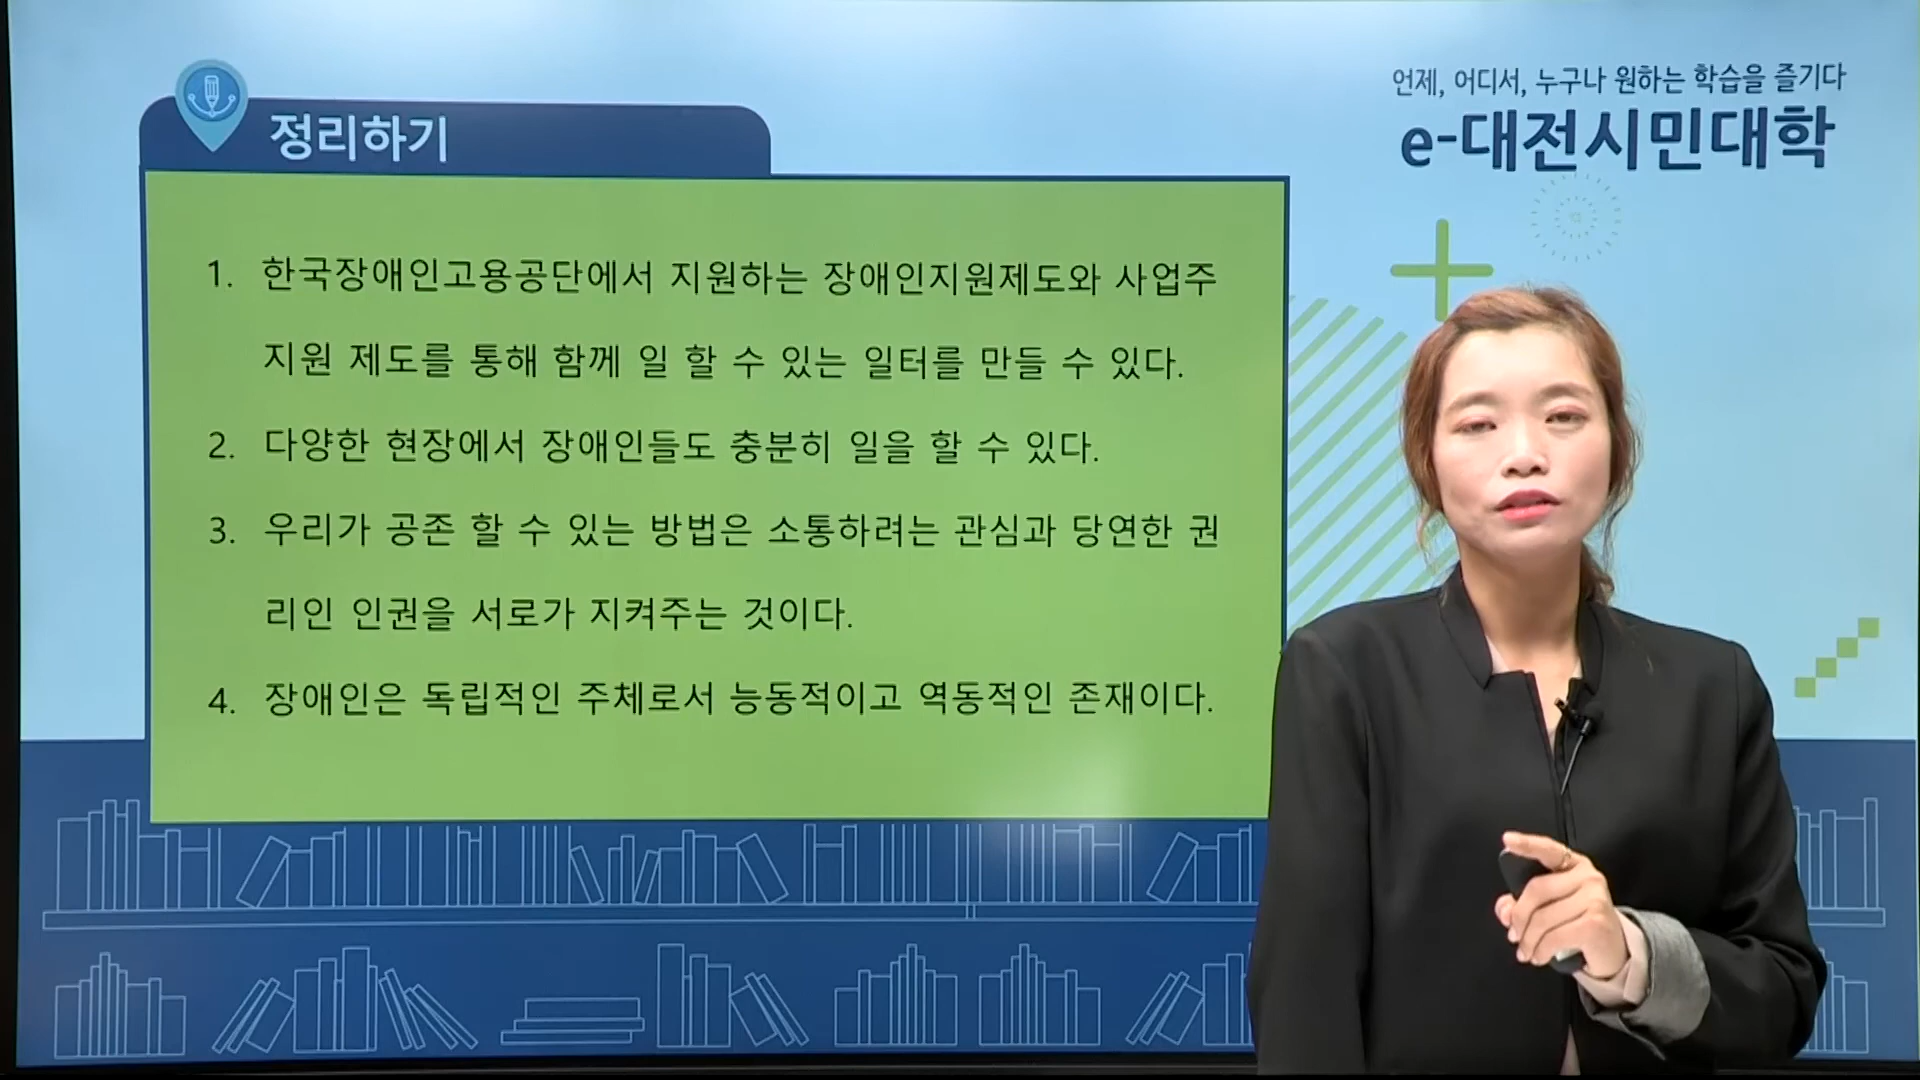 정리하기
언제, 어디서, 누구나 원하는 학습을 즐기다
e-대전시민대학
1. 한국장애인고용공단에서 지원하는 장애인지원제도와 사업주
지원 제도를 통해 함께 일 할 수 있는 일터를 만들 수 있다.
2. 다양한 현장에서 장애인들도 충분히 일을 할 수 있다.
3. 우리가 공존 할 수 있는 방법은 소통하려는 관심과 당연한 권
리인 인권을 서로가 지켜주는 것이다.
4. 장애인은 독립적인 주체로서 능동적이고 역동적인 존재이다.